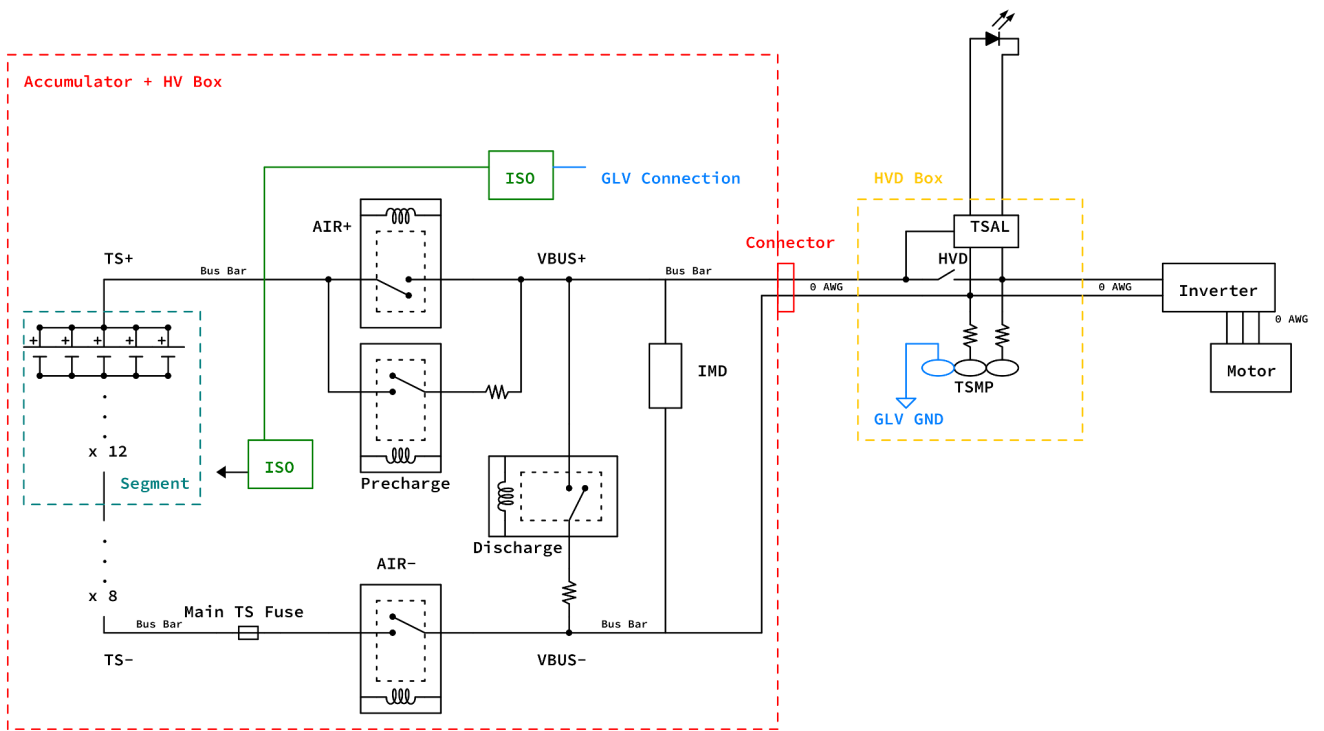 Accumulator + HV Box
HVD Box
ISO
GLV Connection
AIR+
TSAL
Connector
TS+
VBUS+
HVD
Bus Bar
Bus Bar
0 AWG
0 AWG
Inverter
0 AWG
+ + + + +
IMD
Motor
TSMP
GLV GND
x 12
ISO
Segment
Precharge
Discharge
AIR-
x 8
Main TS Fuse
Bus Bar
Bus Bar
TS-
VBUS-